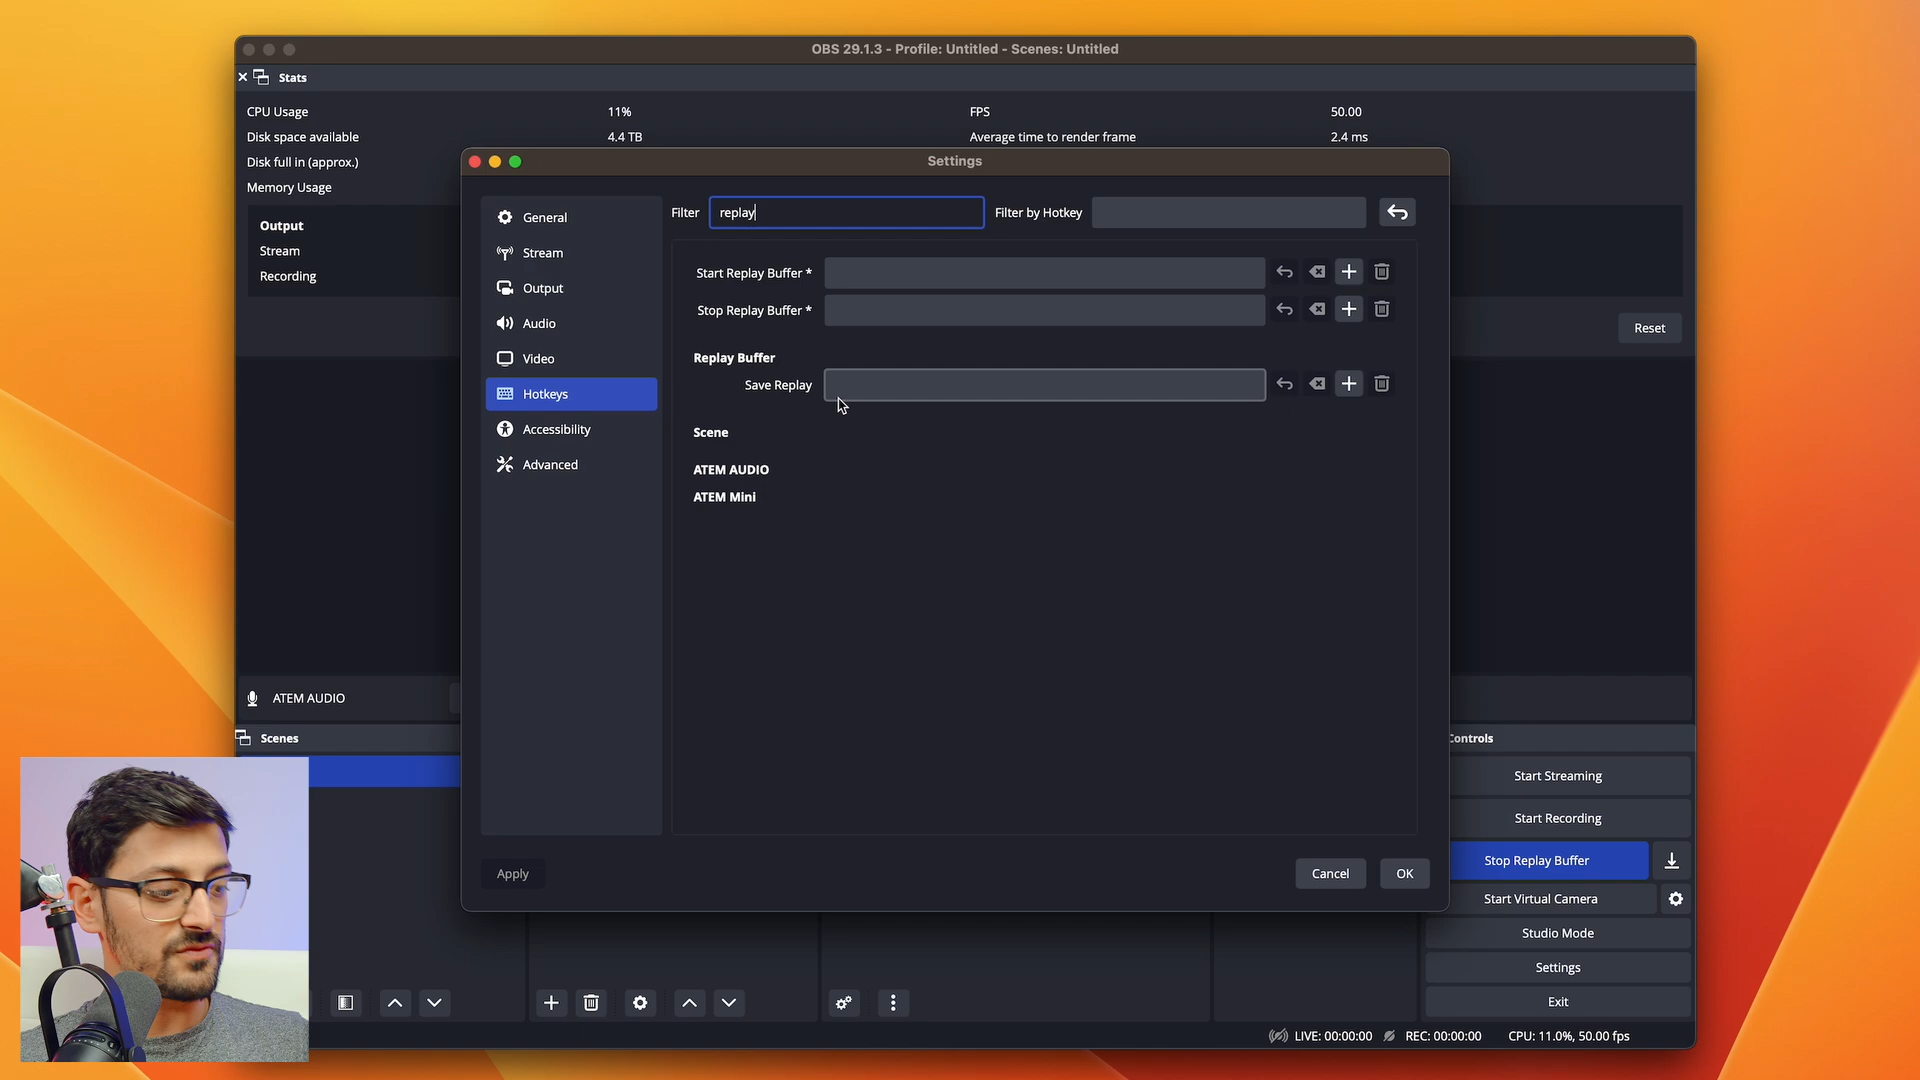 OBS 29.1.3 - Profile: Untitled - Scenes: Untitled
Stats
CPU Usage 11% FPS 50.00
Disk space available 4.4 TB Average time to render frame 2.4 ms
Disk full in (approx.)
Memory Usage
Output
Stream
Recording
Reset
Settings
General
Stream
Output
Audio
Video
Hotkeys
Accessibility
Advanced
Filter replay Filter by Hotkey
Start Replay Buffer *
Stop Replay Buffer *
Replay Buffer
Save Replay
Scene
ATEM AUDIO
ATEM Mini
Apply Cancel OK
ATEM AUDIO
Scenes
Controls
Start Streaming
Start Recording
Stop Replay Buffer
Start Virtual Camera
Studio Mode
Settings
Exit
LIVE: 00:00:00 REC: 00:00:00 CPU: 11.0%, 50.00 fps